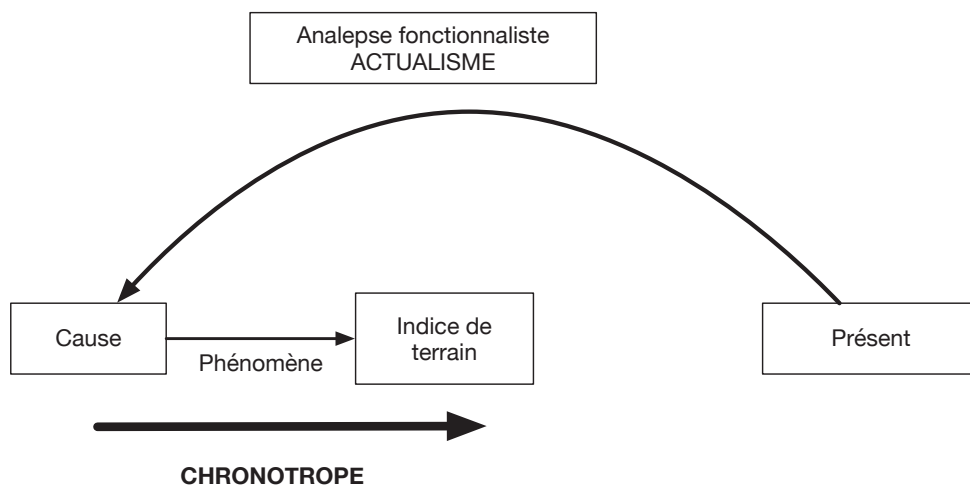 Analepse fonctionnaliste
ACTUALISME
Cause
Phénomène
Indice de
terrain
Présent
CHRONOTROPE